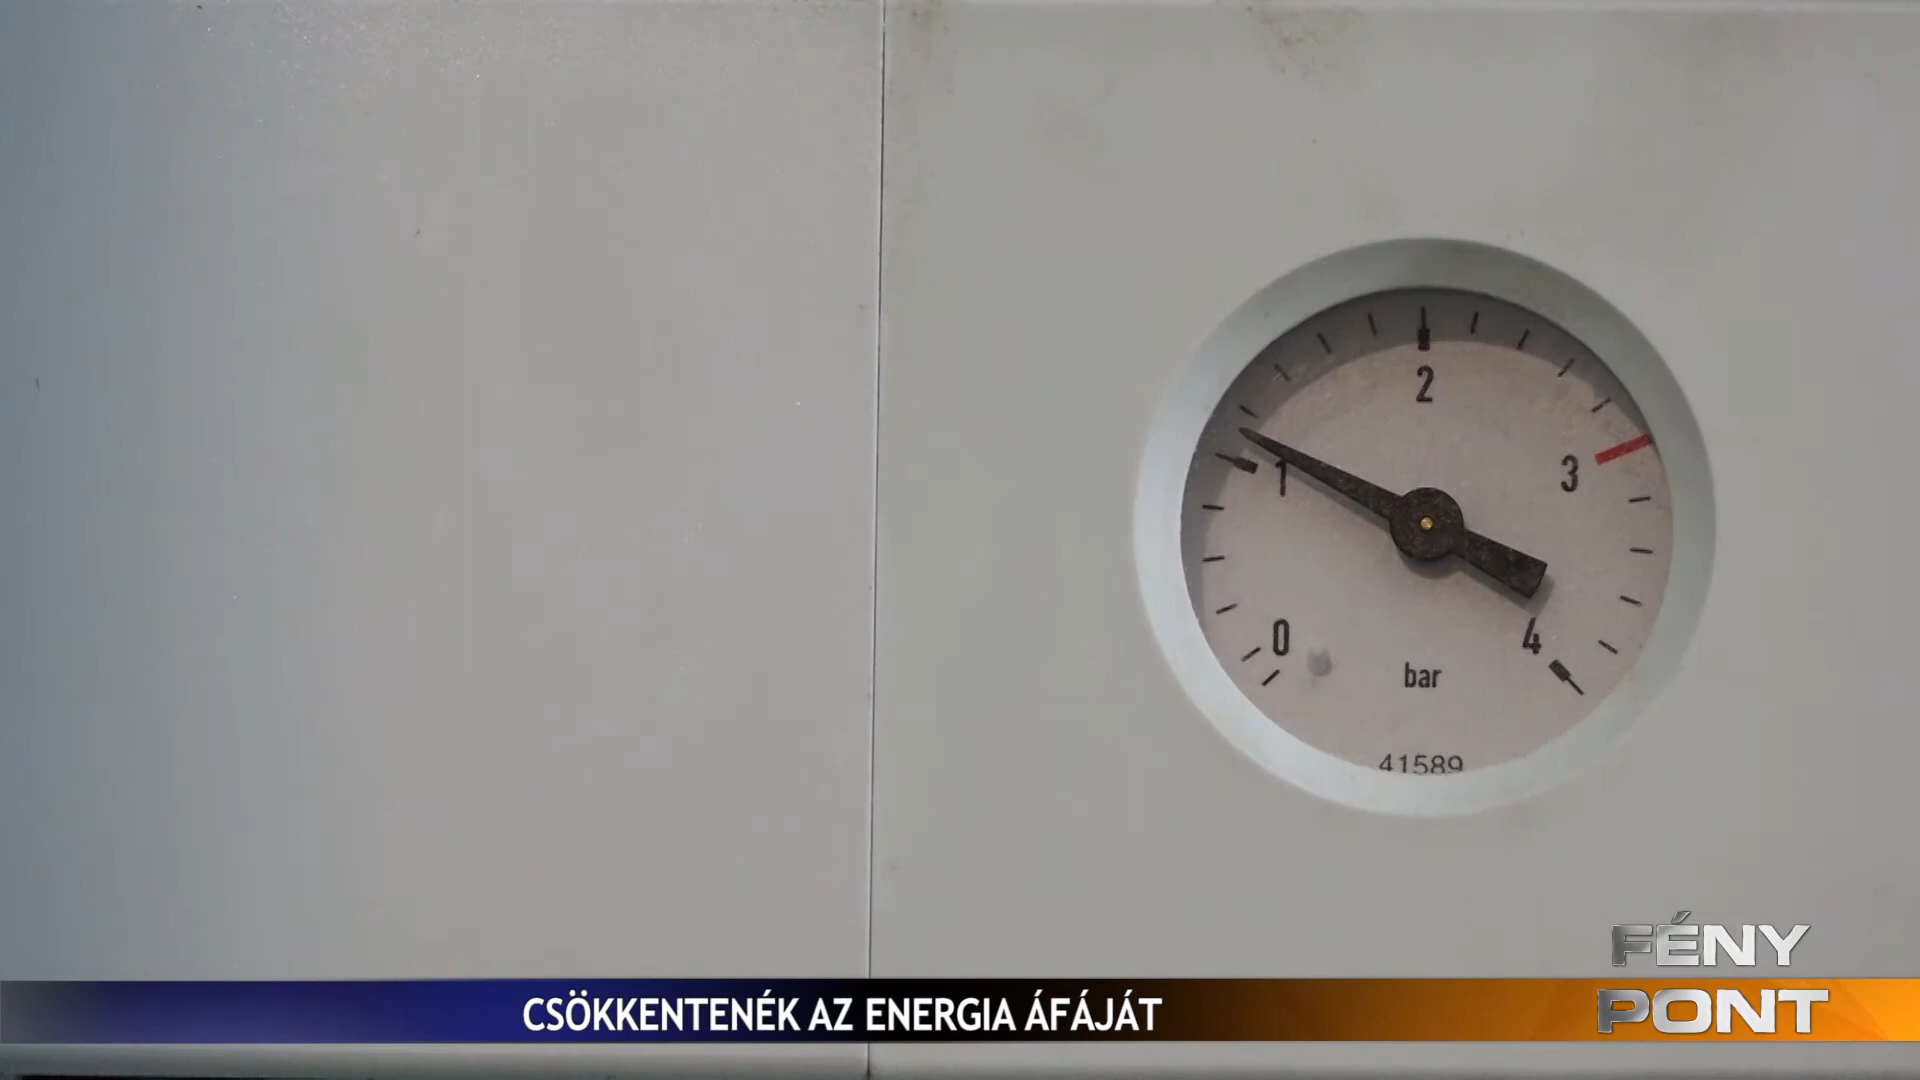 2
1
3
0
4
bar
41589
FÉNY
PONT
CSÖKKENTENÉK AZ ENERGIA ÁFÁJÁT